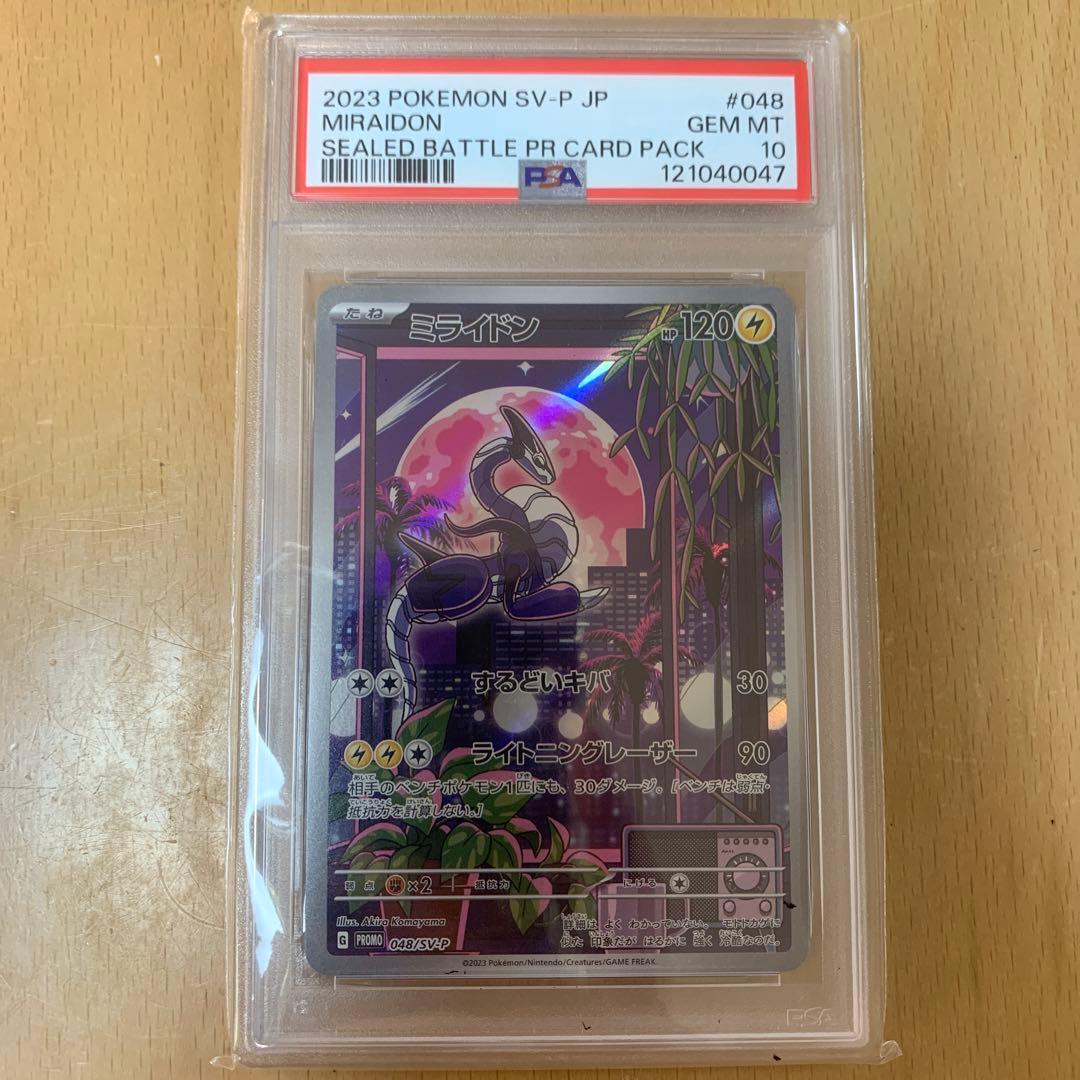 2023 POKEMON SV-P JP #048
MIRAIDON GEM MT
SEALED BATTLE PR CARD PACK 10
PSA 121040047
たね ミライドン HP 120
するどいキバ 30
ライトニングレーザー 90
相手のベンチポケモン1匹にも、30ダメージ。[ベンチは弱点・
抵抗力を計算しない。]
弱点 ×2 抵抗力 にげる
Illus. Akira Komayama
詳細は よく わかっていない。モトトカゲに
似た 印象だが はるかに 強く 冷酷なのだ。
G PROMO 048/SV-P
©2023 Pokémon/Nintendo/Creatures/GAME FREAK.
PSA